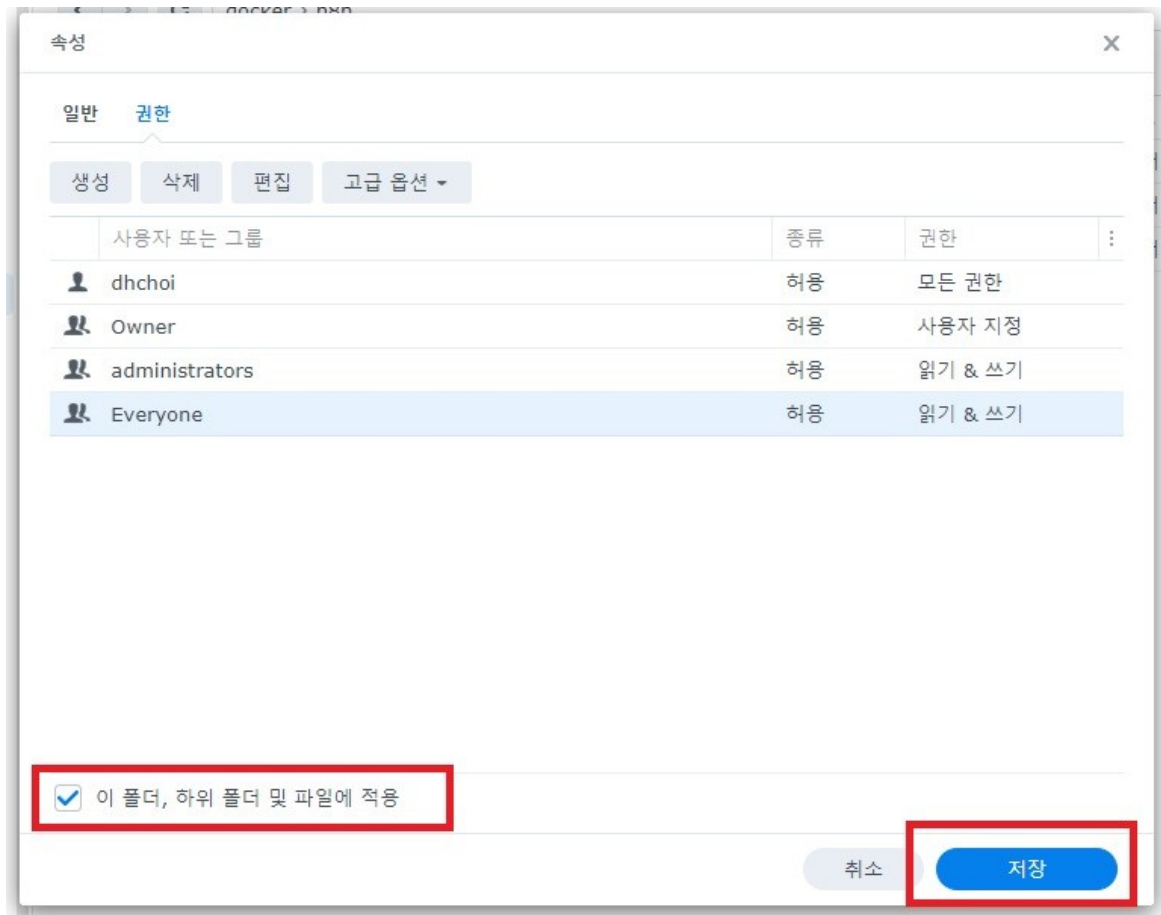 docker > n8n
속성
일반 권한
생성 삭제 편집 고급 옵션
사용자 또는 그룹 종류 권한
dhchoi 허용 모든 권한
Owner 허용 사용자 지정
administrators 허용 읽기 & 쓰기
Everyone 허용 읽기 & 쓰기
이 폴더, 하위 폴더 및 파일에 적용
취소 저장